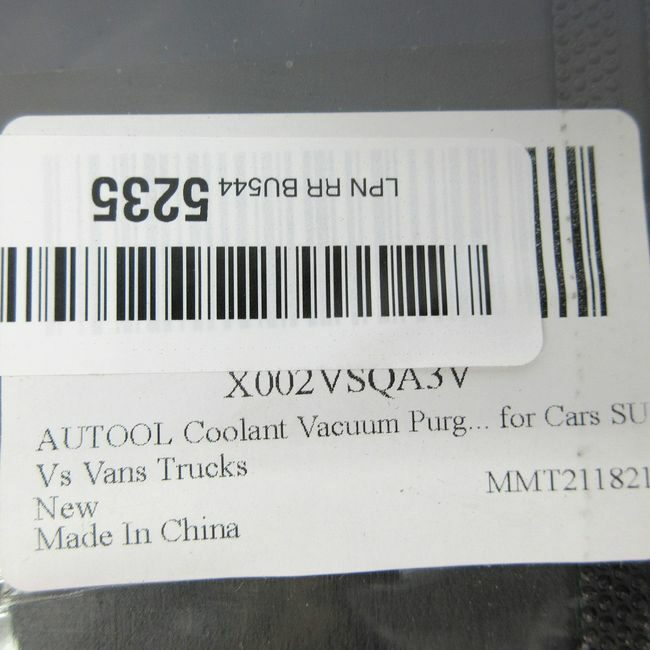 LPN RR BU544 5235
X002VSQA3V
AUTOOL Coolant Vacuum Purg... for Cars SU
Vs Vans Trucks
New
MMT211821
Made In China